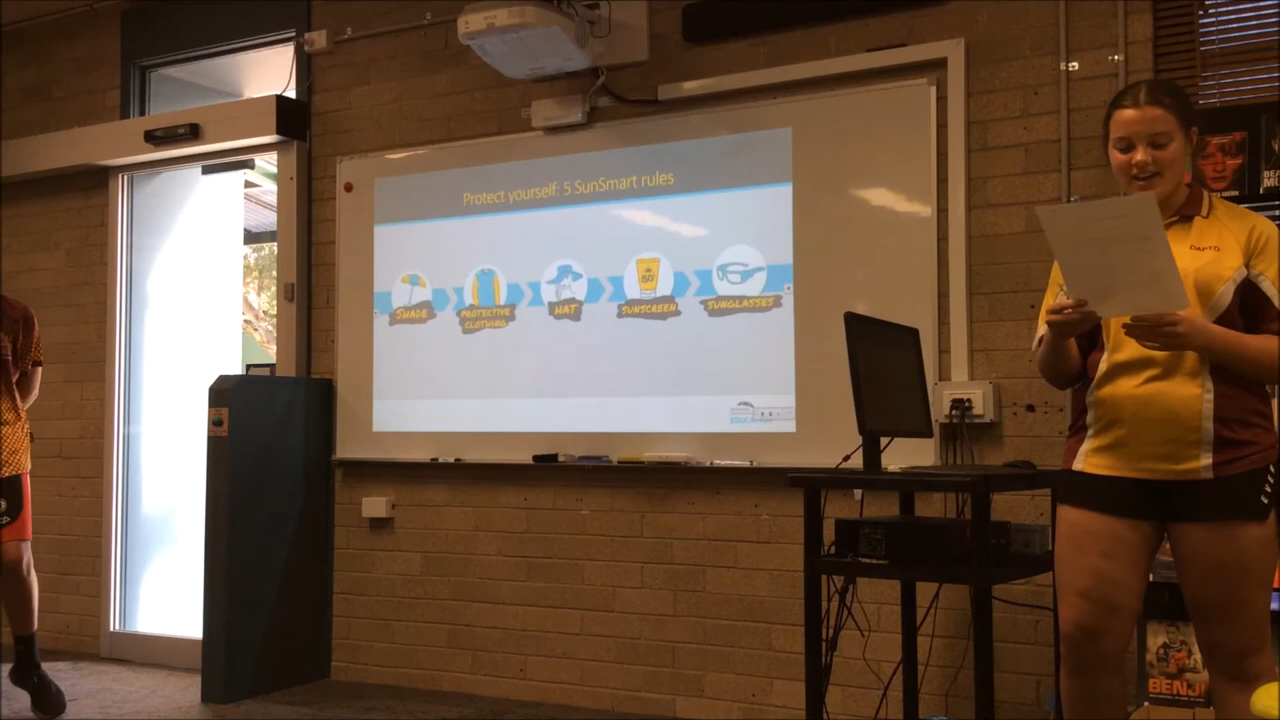 Protect yourself: 5 SunSmart rules
SHADE
PROTECTIVE
CLOTHING
HAT
SUNSCREEN
SUNGLASSES
DAPTO
BENJI